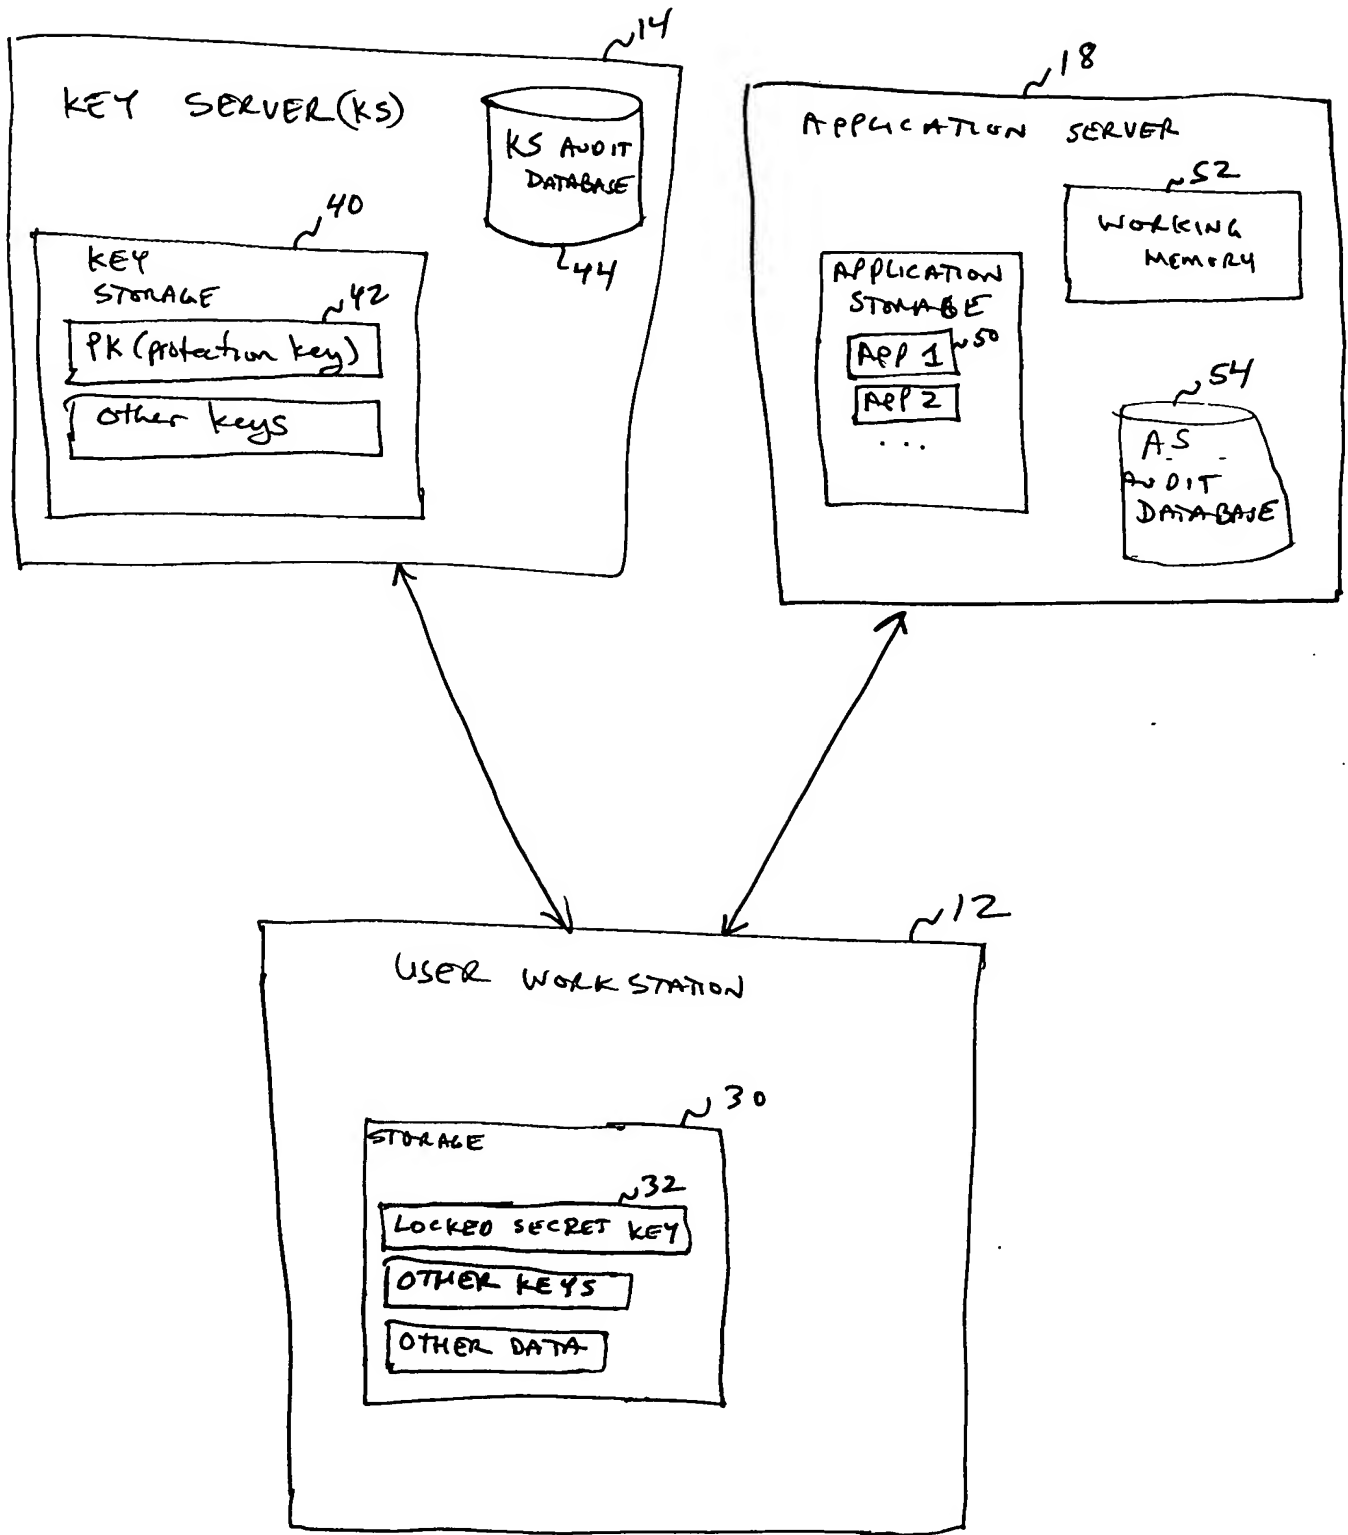 14
KEY SERVER(KS)
KS AUDIT
DATABASE
44
40
KEY
STORAGE
42
PK (protection key)
other keys
18
APPLICATION SERVER
52
WORKING
MEMORY
APPLICATION
STORAGE
50
APP 1
APP 2
...
54
AS
AUDIT
DATABASE
12
USER WORKSTATION
30
STORAGE
32
LOCKED SECRET KEY
OTHER KEYS
OTHER DATA